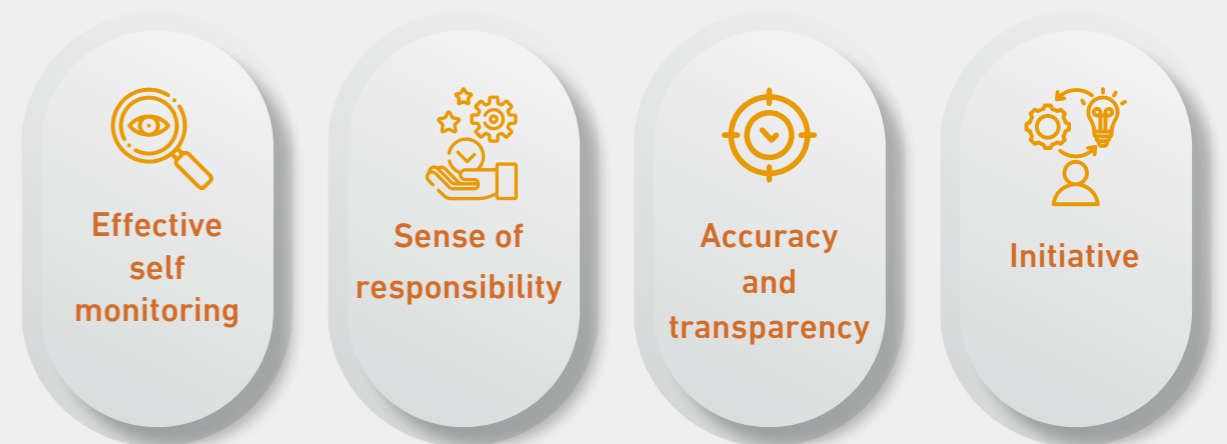 Effective
self
monitoring
Sense of
responsibility
Accuracy
and
transparency
Initiative